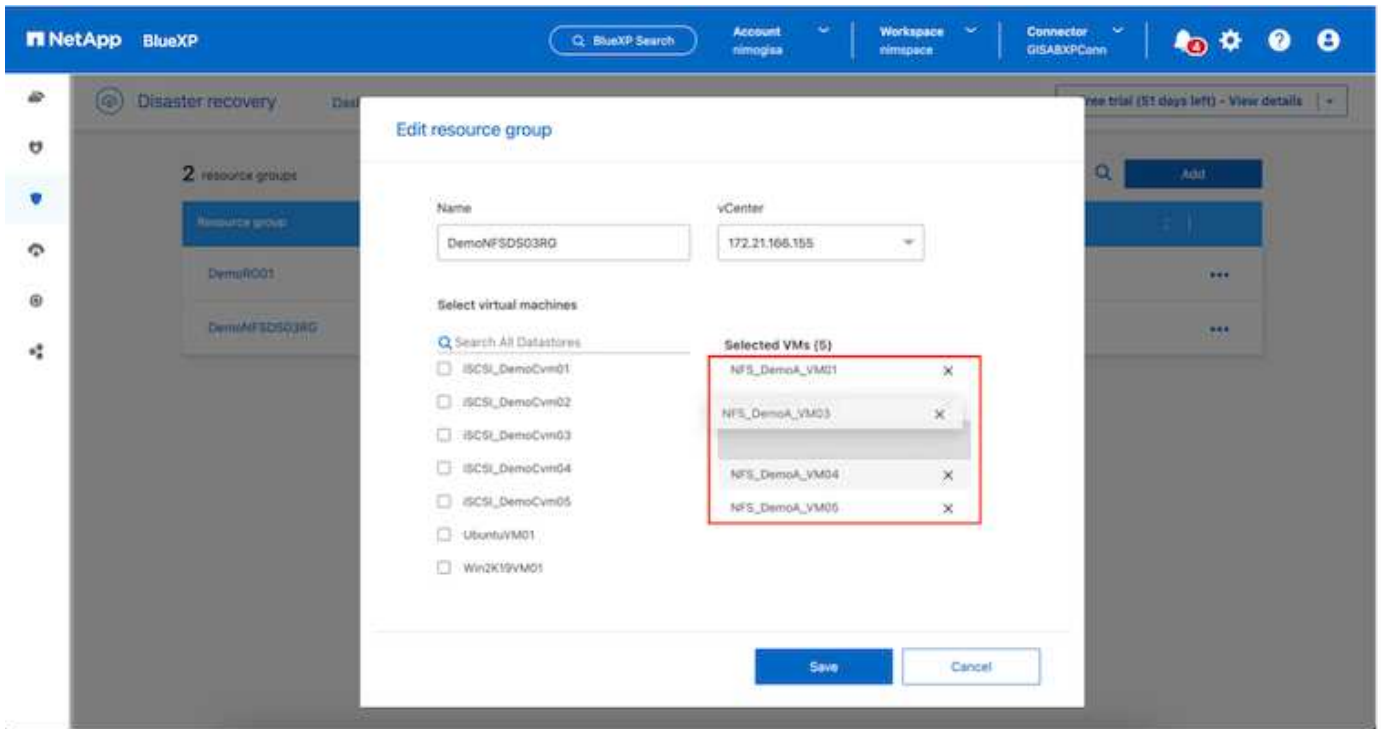 NetApp BlueXP
BlueXP Search
Account
nimogisa
Workspace
nimspace
Connector
GISABXPConn
Disaster recovery
Free trial (51 days left) - View details
Edit resource group
2 resource groups
Add
Resource group
DemoRG01
DemoNFSDS03RG
Name
vCenter
DemoNFSDS03RG
172.21.166.155
Select virtual machines
Search All Datastores
Selected VMs (5)
iSCSI_DemoCvm01
NFS_DemoA_VM01
iSCSI_DemoCvm02
NFS_DemoA_VM03
iSCSI_DemoCvm03
iSCSI_DemoCvm04
NFS_DemoA_VM04
iSCSI_DemoCvm05
NFS_DemoA_VM05
UbuntuVM01
Win2K19VM01
Save
Cancel